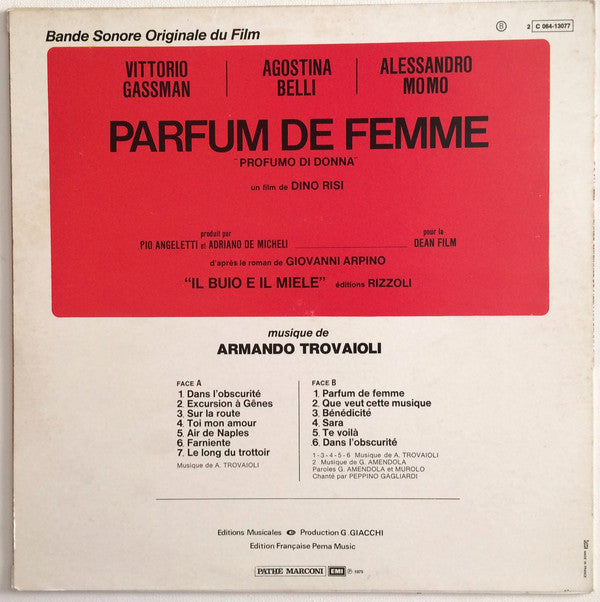 Bande Sonore Originale du Film
B 2 C 064-13077
VITTORIO GASSMAN
AGOSTINA BELLI
ALESSANDRO MOMO
PARFUM DE FEMME
"PROFUMO DI DONNA"
un film de DINO RISI
produit par
PIO ANGELETTI et ADRIANO DE MICHELI
pour la
DEAN FILM
d'après le roman de GIOVANNI ARPINO
"IL BUIO E IL MIELE" éditions RIZZOLI
musique de
ARMANDO TROVAIOLI
FACE A
1. Dans l'obscurité
2. Excursion à Gênes
3. Sur la route
4. Toi mon amour
5. Air de Naples
6. Farniente
7. Le long du trottoir
Musique de A. TROVAIOLI
FACE B
1. Parfum de femme
2. Que veut cette musique
3. Bénédicité
4. Sara
5. Te voilà
6. Dans l'obscurité
1-3-4-5-6 Musique de A. TROVAIOLI
2 Musique de G. AMENDOLA
Paroles G. AMENDOLA et MUROLO
Chanté par PEPPINO GAGLIARDI
Editions Musicales Production G. GIACCHI
Edition Française Pema Music
PATHÉ MARCONI EMI Ⓟ 1975